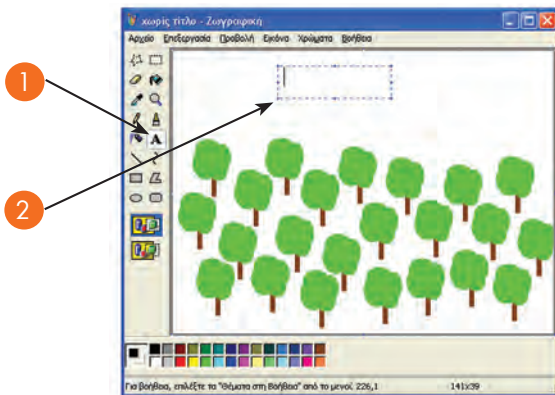 χωρίς τίτλο - Ζωγραφική
Αρχείο Επεξεργασία Προβολή Εικόνα Χρώματα Βοήθεια
1
A
2
Για βοήθεια, επιλέξτε τα "Θέματα στη Βοήθεια" από το μενού 226,1 141x39